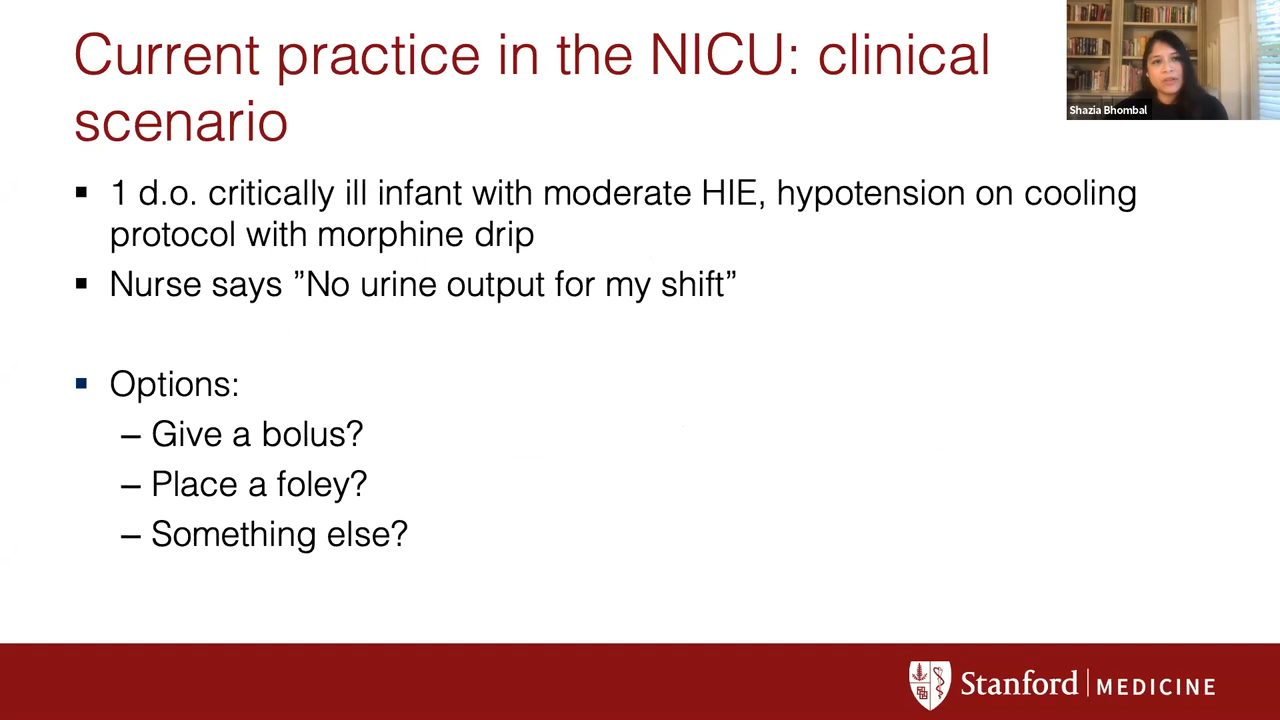 Current practice in the NICU: clinical
scenario
Shazia Bhombal
▪ 1 d.o. critically ill infant with moderate HIE, hypotension on cooling
protocol with morphine drip
▪ Nurse says ”No urine output for my shift”
▪ Options:
– Give a bolus?
– Place a foley?
– Something else?
Stanford | MEDICINE